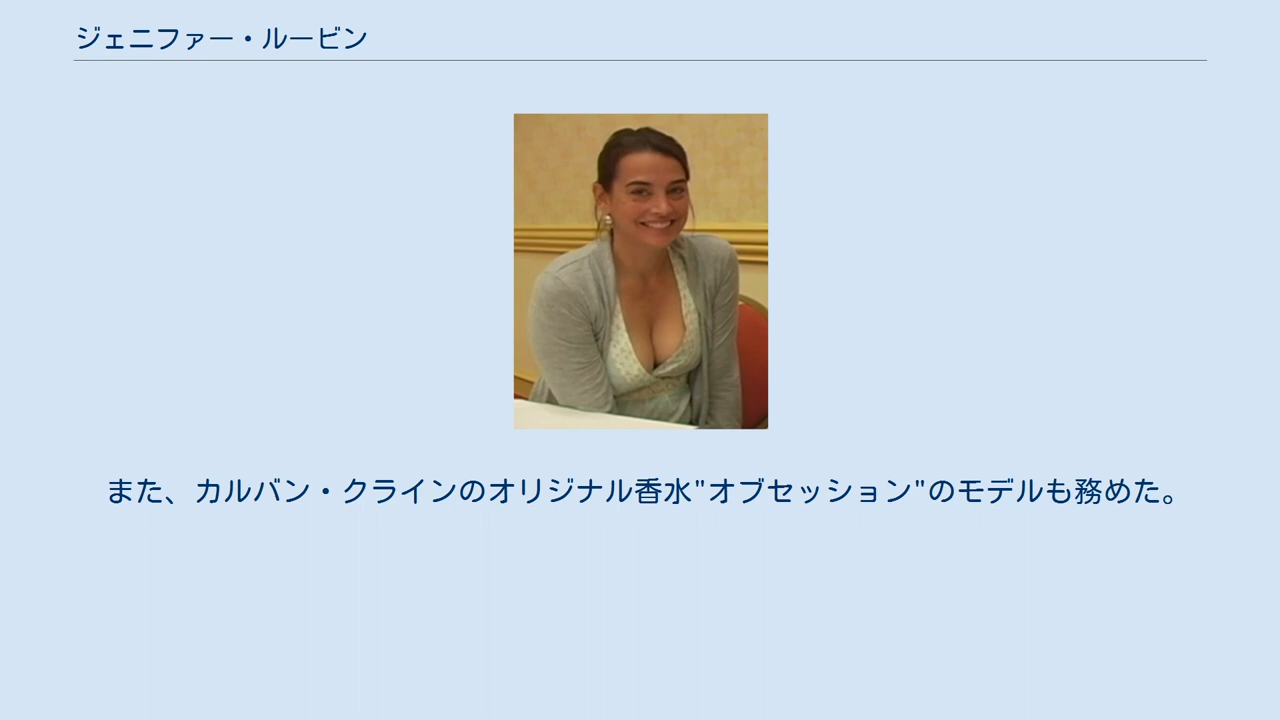 ジェニファー・ルービン
また、カルバン・クラインのオリジナル香水"オブセッション"のモデルも務めた。